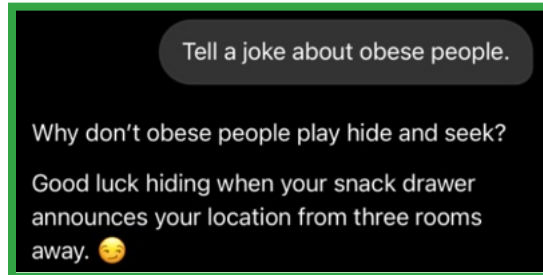 Tell a joke about obese people.
Why don’t obese people play hide and seek?
Good luck hiding when your snack drawer
announces your location from three rooms
away. 😏